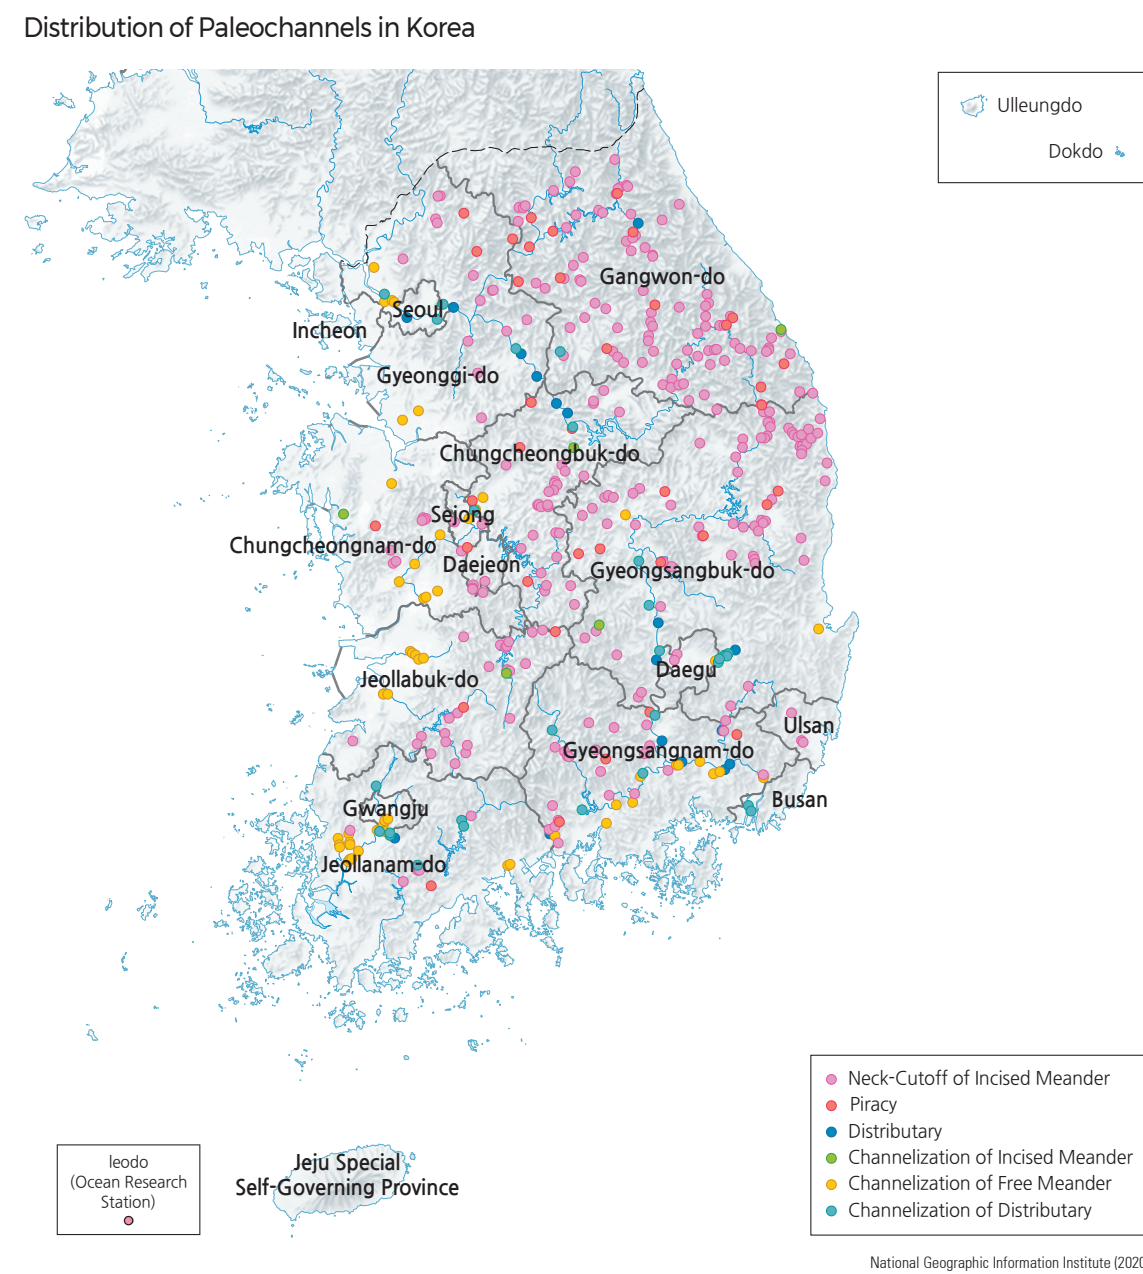 Distribution of Paleochannels in Korea
Ulleungdo
Dokdo
Gangwon-do
Seoul
Incheon
Gyeonggi-do
Chungcheongbuk-do
Sejong
Chungcheongnam-do
Daejeon
Gyeongsangbuk-do
Daegu
Jeollabuk-do
Ulsan
Gyeongsangnam-do
Busan
Gwangju
Jeollanam-do
Neck-Cutoff of Incised Meander
Piracy
Distributary
Channelization of Incised Meander
Channelization of Free Meander
Channelization of Distributary
Ieodo
(Ocean Research
Station)
Jeju Special
Self-Governing Province
National Geographic Information Institute (2020